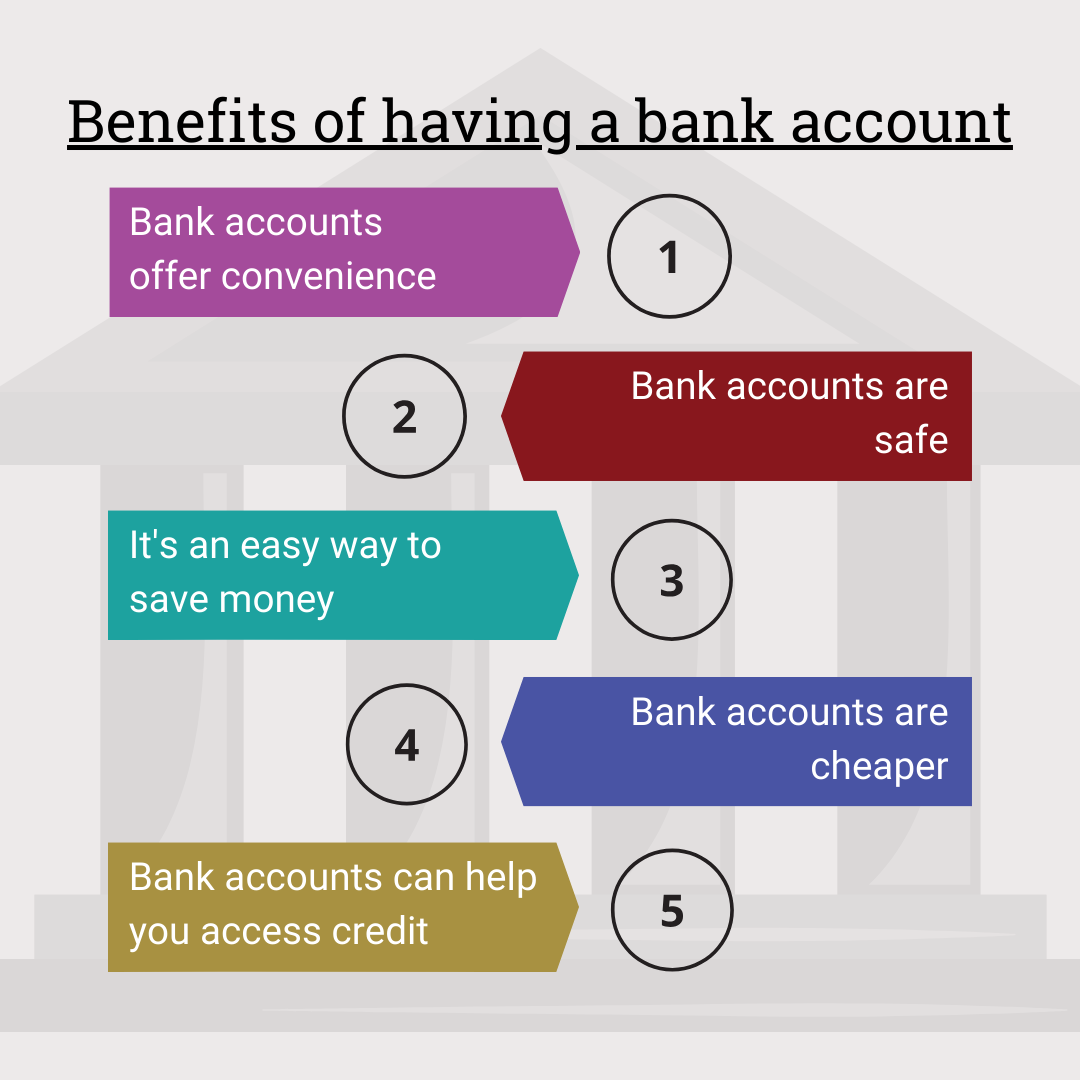 Benefits of having a bank account
Bank accounts
offer convenience
1
2
Bank accounts are
safe
It's an easy way to
save money
3
4
Bank accounts are
cheaper
Bank accounts can help
you access credit
5